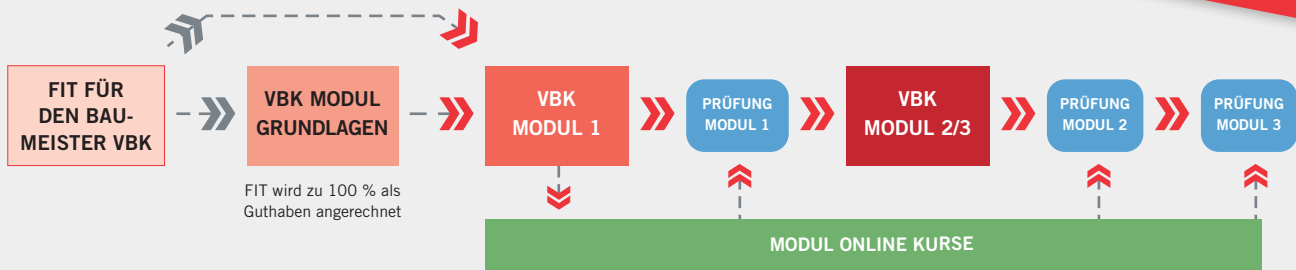 FIT FÜR
DEN BAU-
MEISTER VBK
VBK MODUL
GRUNDLAGEN
FIT wird zu 100 % als
Guthaben angerechnet
VBK
MODUL 1
PRÜFUNG
MODUL 1
VBK
MODUL 2/3
PRÜFUNG
MODUL 2
PRÜFUNG
MODUL 3
MODUL ONLINE KURSE